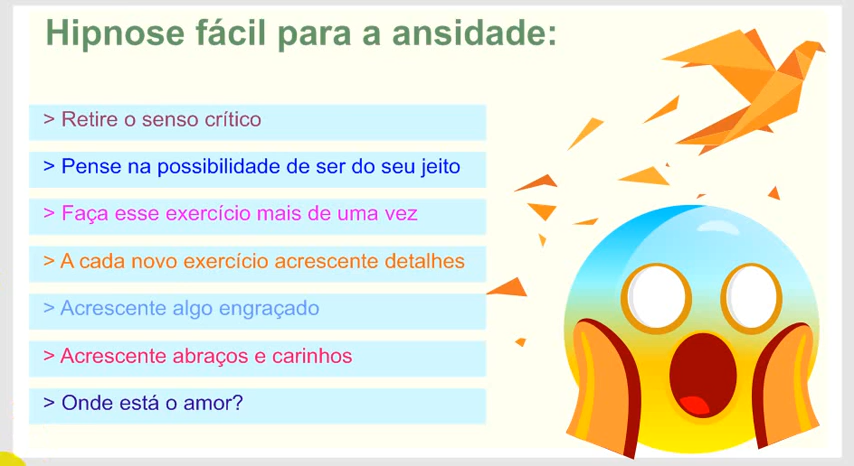 Hipnose fácil para a ansidade:
> Retire o senso crítico
> Pense na possibilidade de ser do seu jeito
> Faça esse exercício mais de uma vez
> A cada novo exercício acrescente detalhes
> Acrescente algo engraçado
> Acrescente abraços e carinhos
> Onde está o amor?